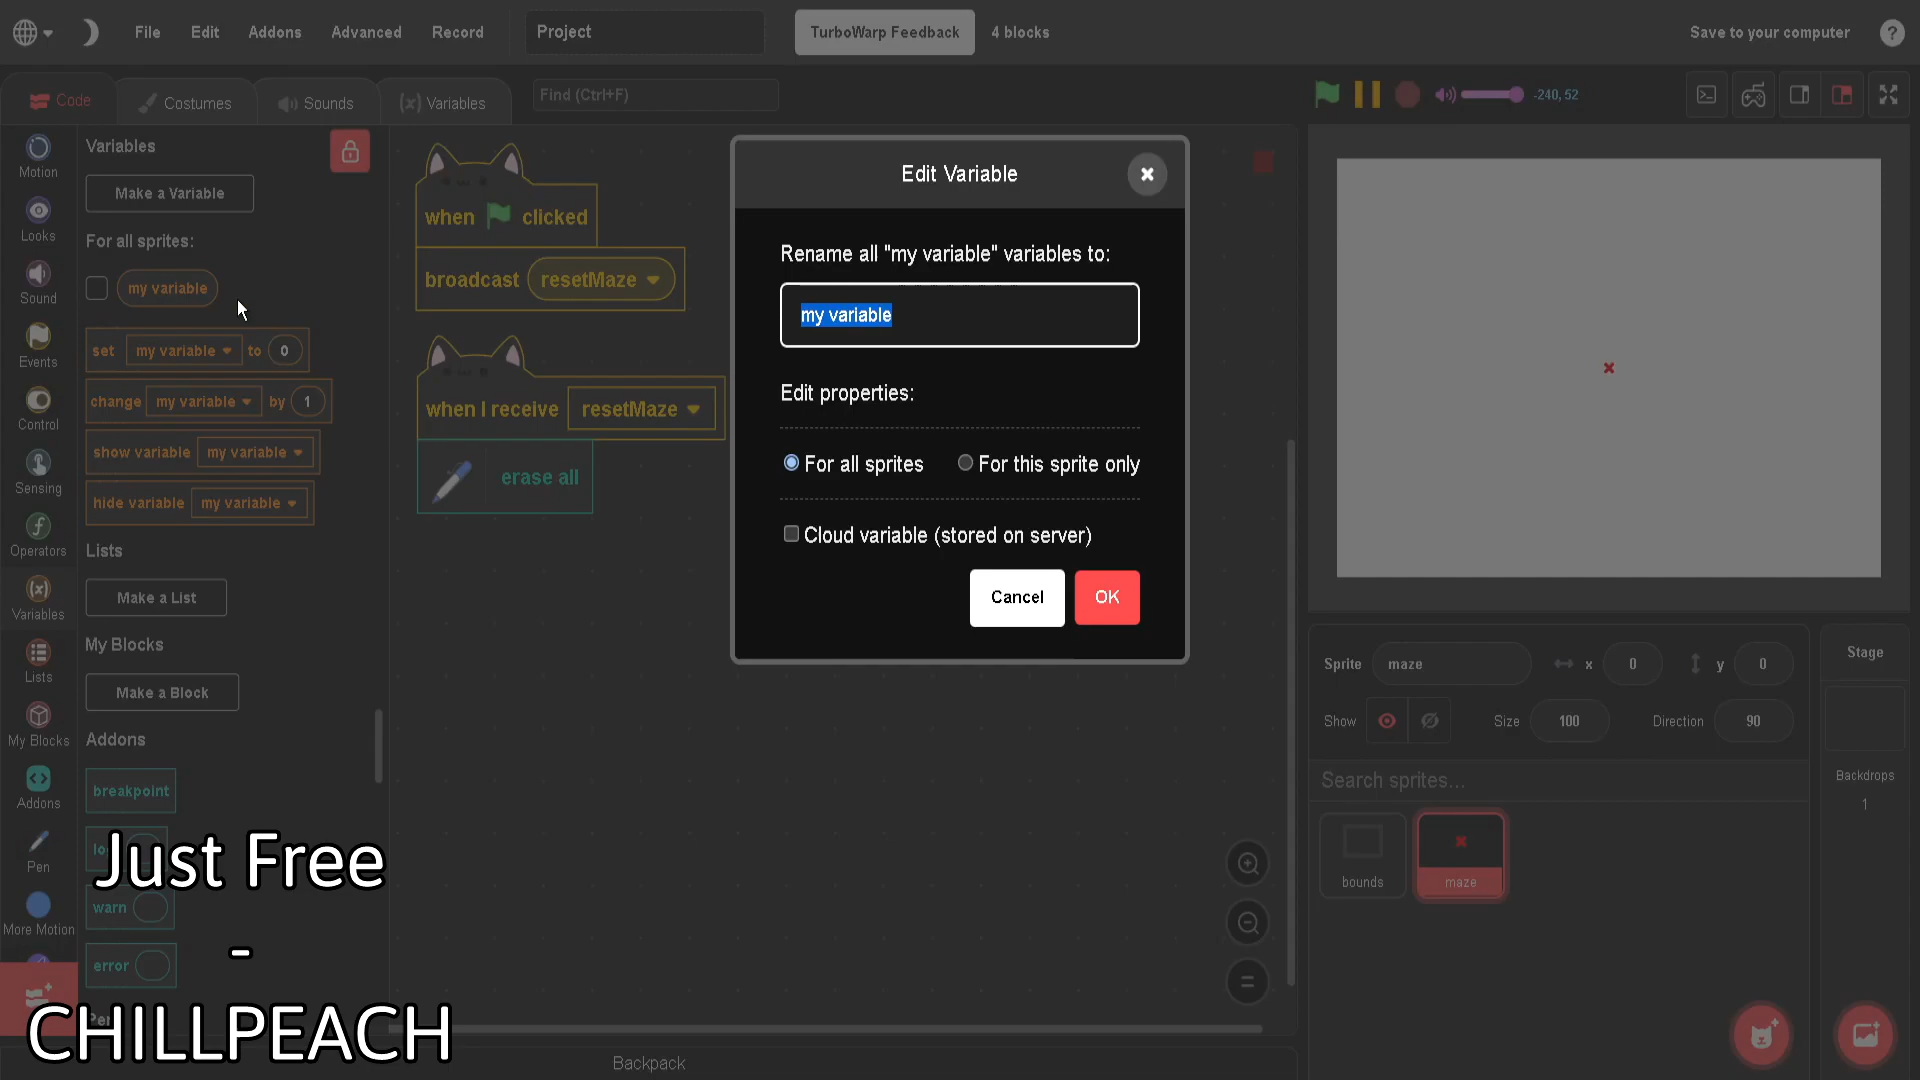 File Edit Addons Advanced Record Project TurboWarp Feedback 4 blocks Save to your computer ?
Code Costumes Sounds (x) Variables Find (Ctrl+F) -240, 52
Motion
Looks
Sound
Events
Control
Sensing
Operators
Variables
Lists
My Blocks
Addons
Pen
More Motion
Variables
Make a Variable
For all sprites:
my variable
set my variable to 0
change my variable by 1
show variable my variable
hide variable my variable
Lists
Make a List
My Blocks
Make a Block
Addons
breakpoint
warn
error
when clicked
broadcast resetMaze
when I receive resetMaze
erase all
Edit Variable
Rename all "my variable" variables to:
my variable
Edit properties:
For all sprites For this sprite only
Cloud variable (stored on server)
Cancel OK
Sprite maze x 0 y 0
Show Size 100 Direction 90
Search sprites...
bounds maze
Stage
Backdrops
1
Backpack
Just Free
-
CHILLPEACH